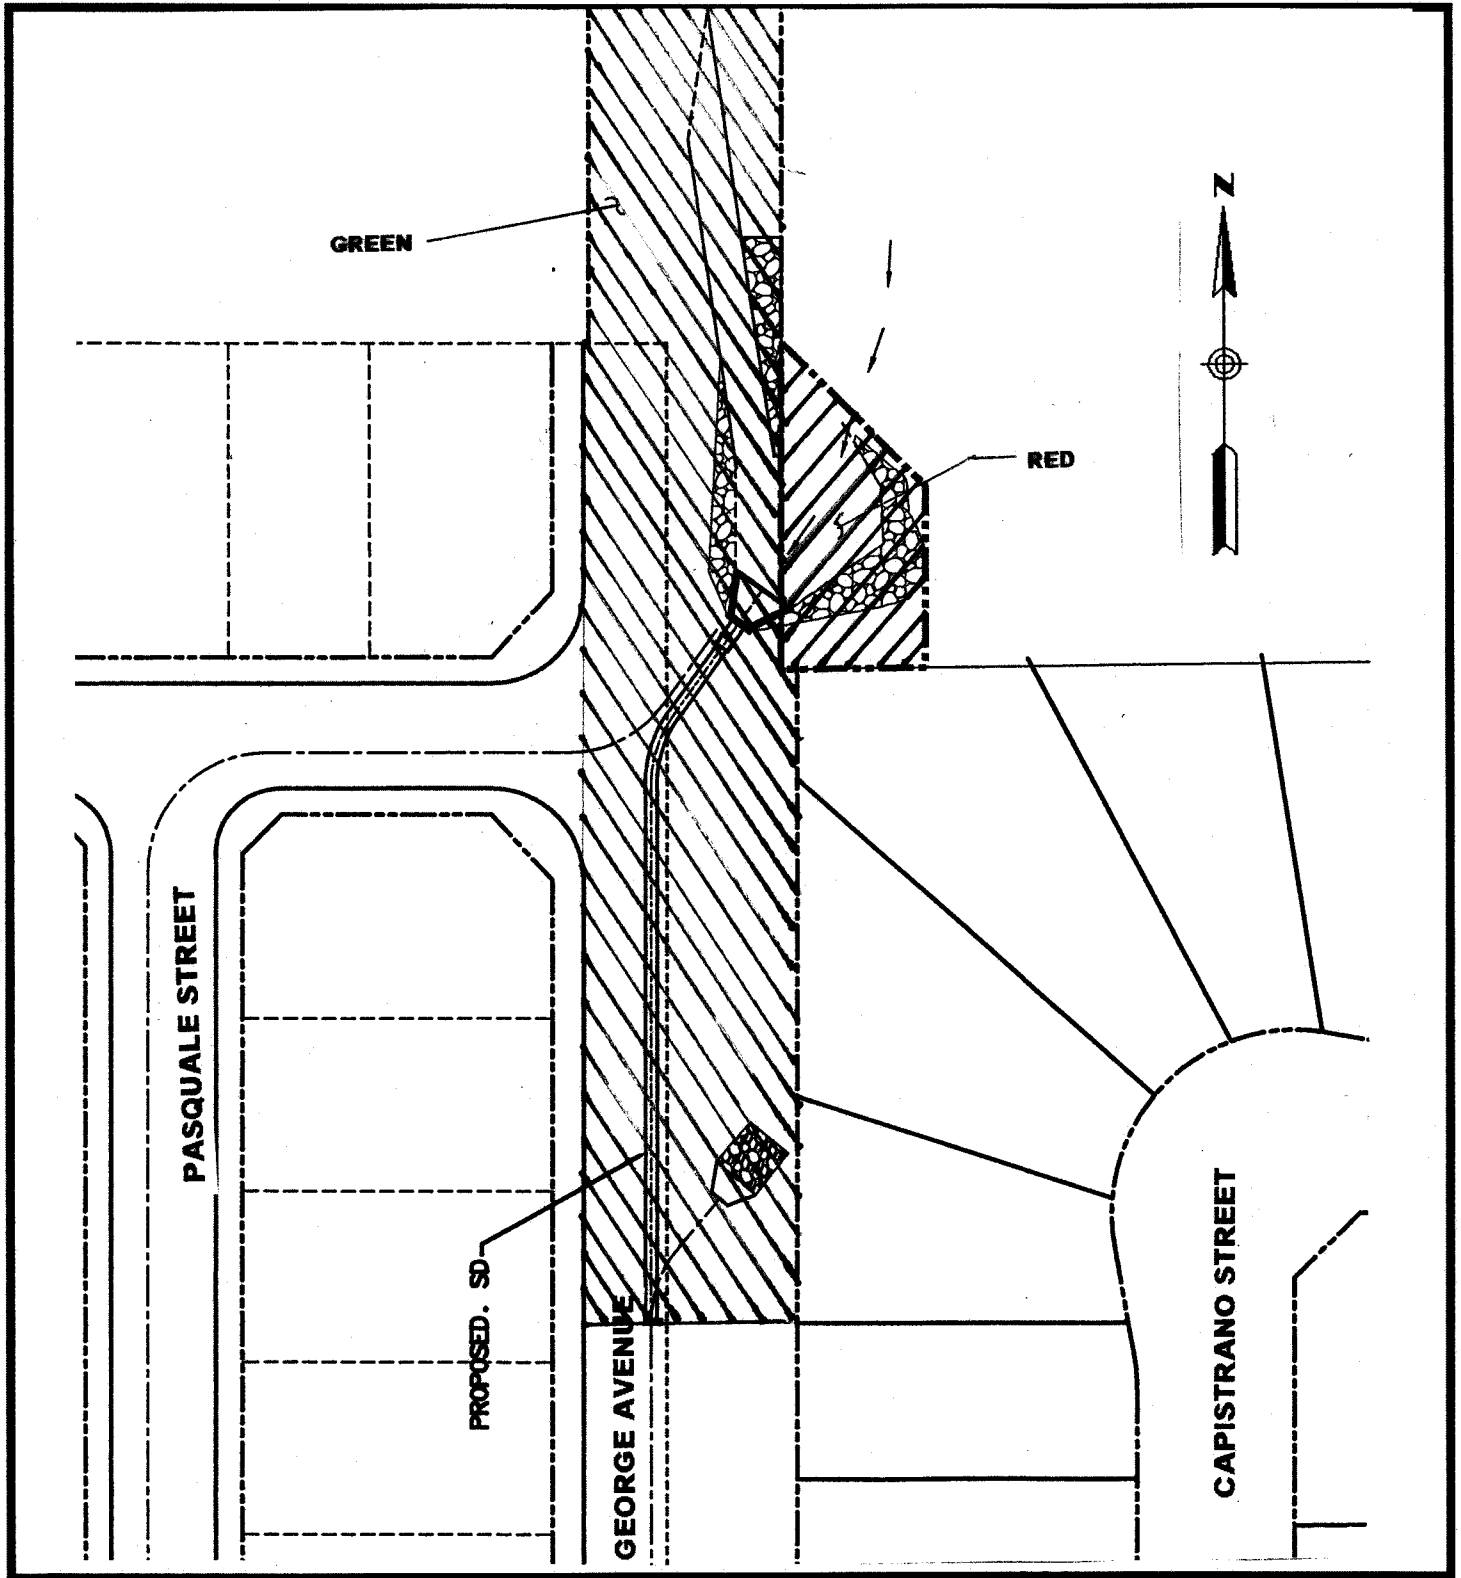 N
GREEN
RED
PASQUALE STREET
PROPOSED. SD
GEORGE AVENUE
CAPISTRANO STREET